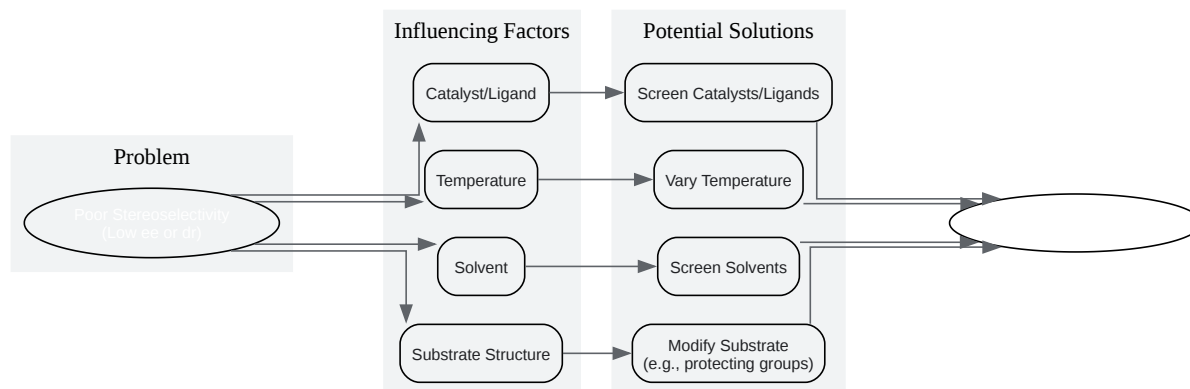 Problem
Poor Stereoselectivity
(Low ee or dr)
Influencing Factors
Catalyst/Ligand
Temperature
Solvent
Substrate Structure
Potential Solutions
Screen Catalysts/Ligands
Vary Temperature
Screen Solvents
Modify Substrate
(e.g., protecting groups)